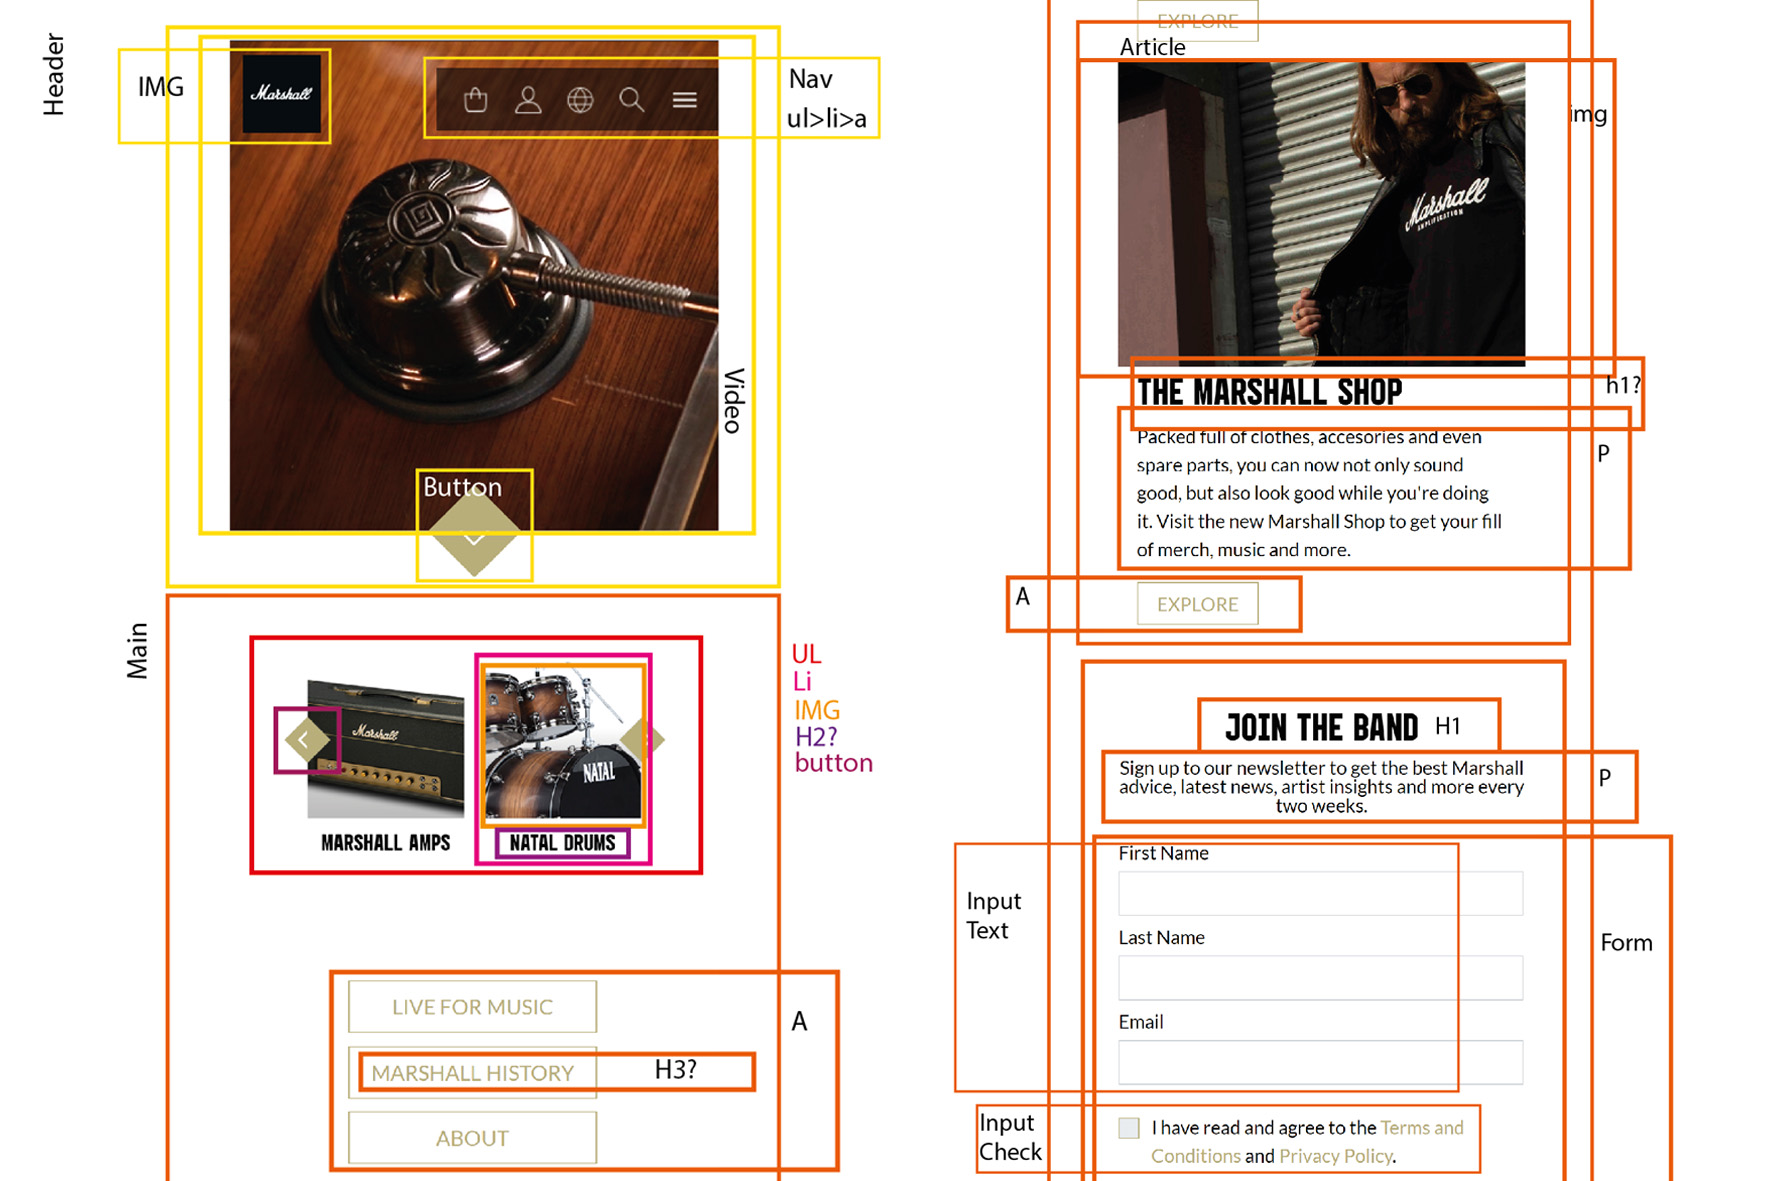 Header
IMG
Marshall
Nav
ul>li>a
Video
Button
Main
UL
Li
IMG
H2?
button
Marshall
NATAL
MARSHALL AMPS
NATAL DRUMS
LIVE FOR MUSIC
A
MARSHALL HISTORY
H3?
ABOUT
EXPLORE
Article
img
Marshall
AMPLIFICATION
THE MARSHALL SHOP
h1?
Packed full of clothes, accesories and even
spare parts, you can now not only sound
good, but also look good while you're doing
it. Visit the new Marshall Shop to get your fill
of merch, music and more.
P
A
EXPLORE
JOIN THE BAND
H1
Sign up to our newsletter to get the best Marshall
advice, latest news, artist insights and more every
two weeks.
P
First Name
Input
Text
Last Name
Form
Email
Input
Check
I have read and agree to the Terms and
Conditions and Privacy Policy.